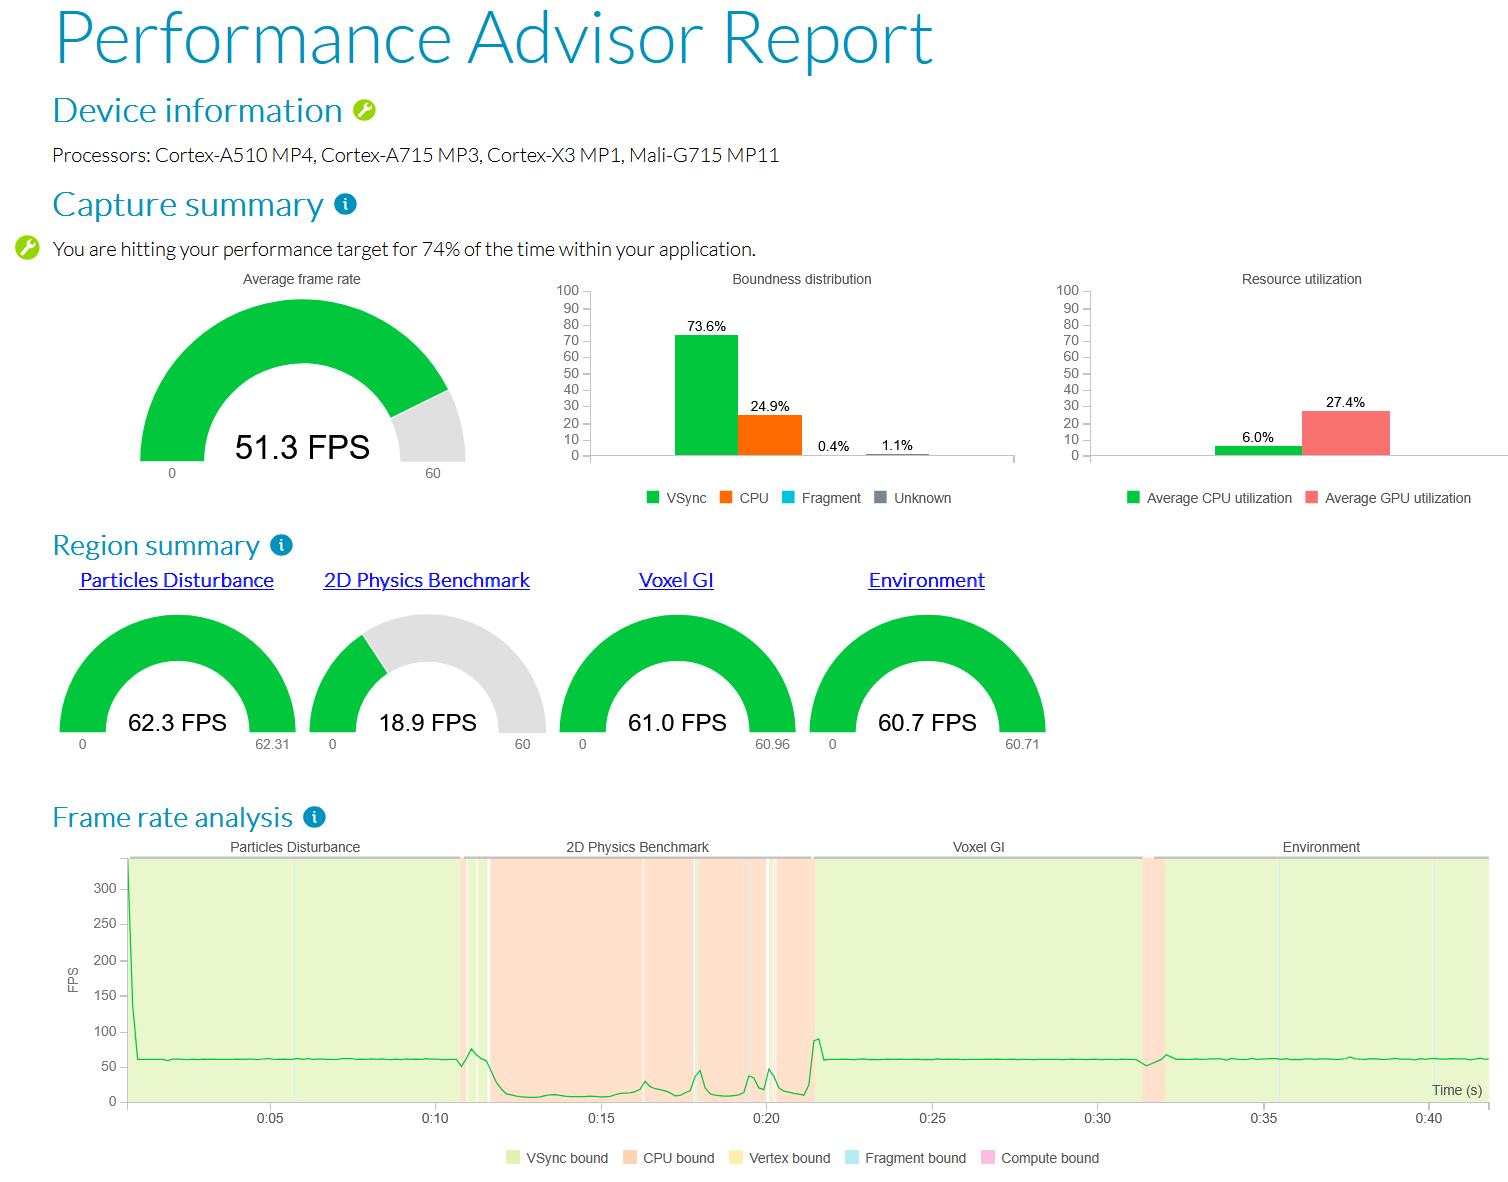 Performance Advisor Report
Device information
Processors: Cortex-A510 MP4, Cortex-A715 MP3, Cortex-X3 MP1, Mali-G715 MP11
Capture summary
You are hitting your performance target for 74% of the time within your application.
Average frame rate
51.3 FPS
0
60
Boundness distribution
100
90
80
70
60
50
40
30
20
10
0
73.6%
24.9%
0.4%
1.1%
VSync
CPU
Fragment
Unknown
Resource utilization
100
90
80
70
60
50
40
30
20
10
0
6.0%
27.4%
Average CPU utilization
Average GPU utilization
Region summary
Particles Disturbance
62.3 FPS
0
62.31
2D Physics Benchmark
18.9 FPS
0
60
Voxel GI
61.0 FPS
0
60.96
Environment
60.7 FPS
0
60.71
Frame rate analysis
Particles Disturbance
2D Physics Benchmark
Voxel GI
Environment
FPS
300
250
200
150
100
50
0
Time (s)
0:05
0:10
0:15
0:20
0:25
0:30
0:35
0:40
VSync bound
CPU bound
Vertex bound
Fragment bound
Compute bound